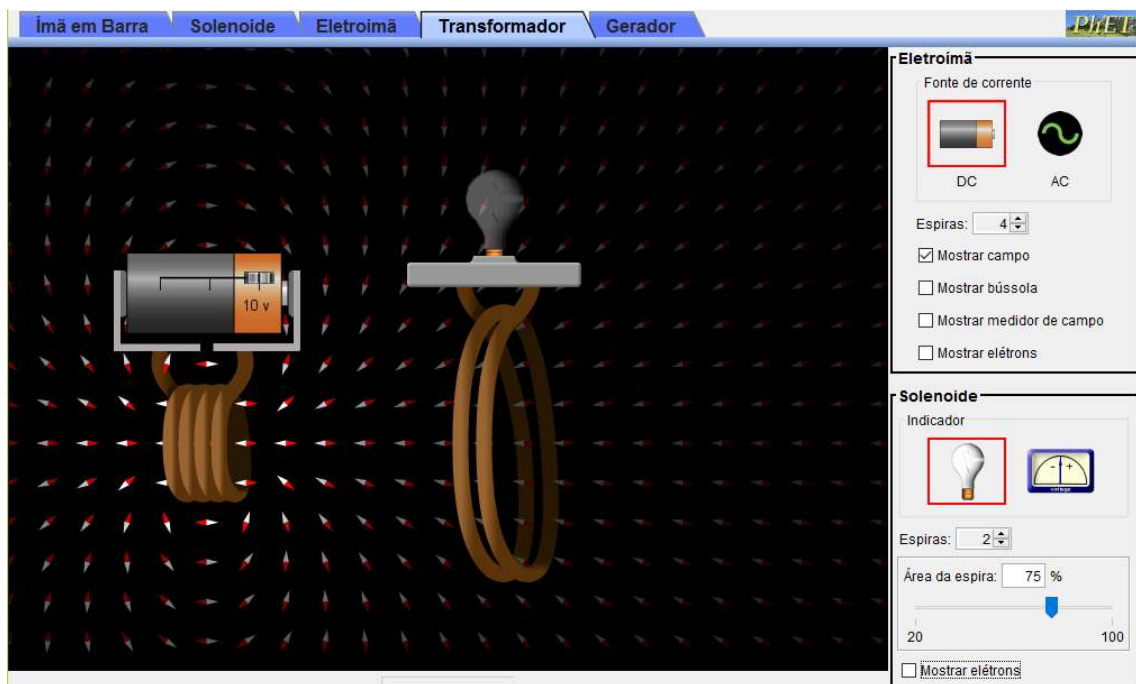 Ímã em Barra Solenoide Eletroimã Transformador Gerador
PhET
Eletroímã
Fonte de corrente
DC AC
Espiras: 4
Mostrar campo
Mostrar bússola
Mostrar medidor de campo
Mostrar elétrons
10 v
Solenoide
Indicador
- +
voltage
Espiras: 2
Área da espira: 75 %
20 100
Mostrar elétrons